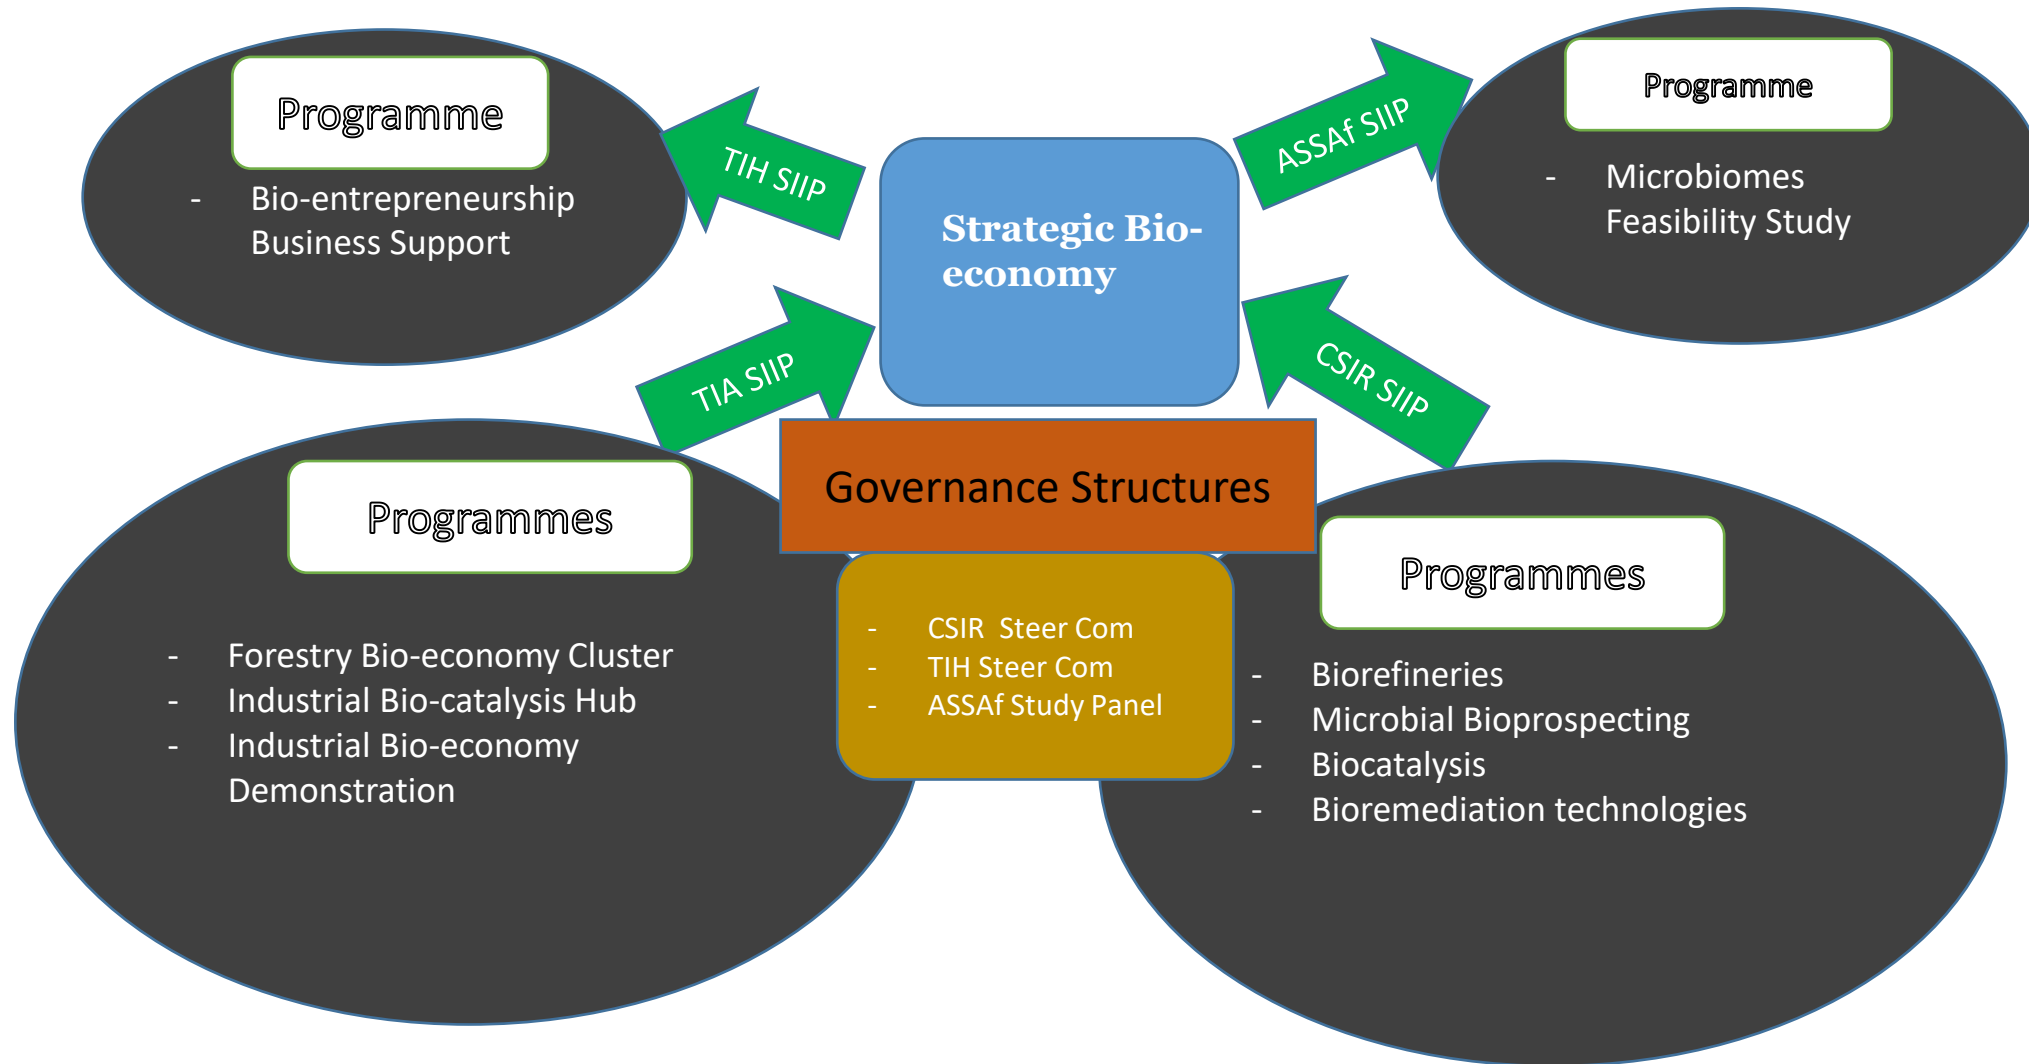 Programme
- Bio-entrepreneurship
Business Support
TIH SIIP
Strategic Bio-
economy
ASSAf SIIP
Programme
- Microbiomes
Feasibility Study
TIA SIIP
CSIR SIIP
Governance Structures
Programmes
- Forestry Bio-economy Cluster
- Industrial Bio-catalysis Hub
- Industrial Bio-economy
Demonstration
- CSIR  Steer Com
- TIH Steer Com
- ASSAf Study Panel
Programmes
- Biorefineries
- Microbial Bioprospecting
- Biocatalysis
- Bioremediation technologies